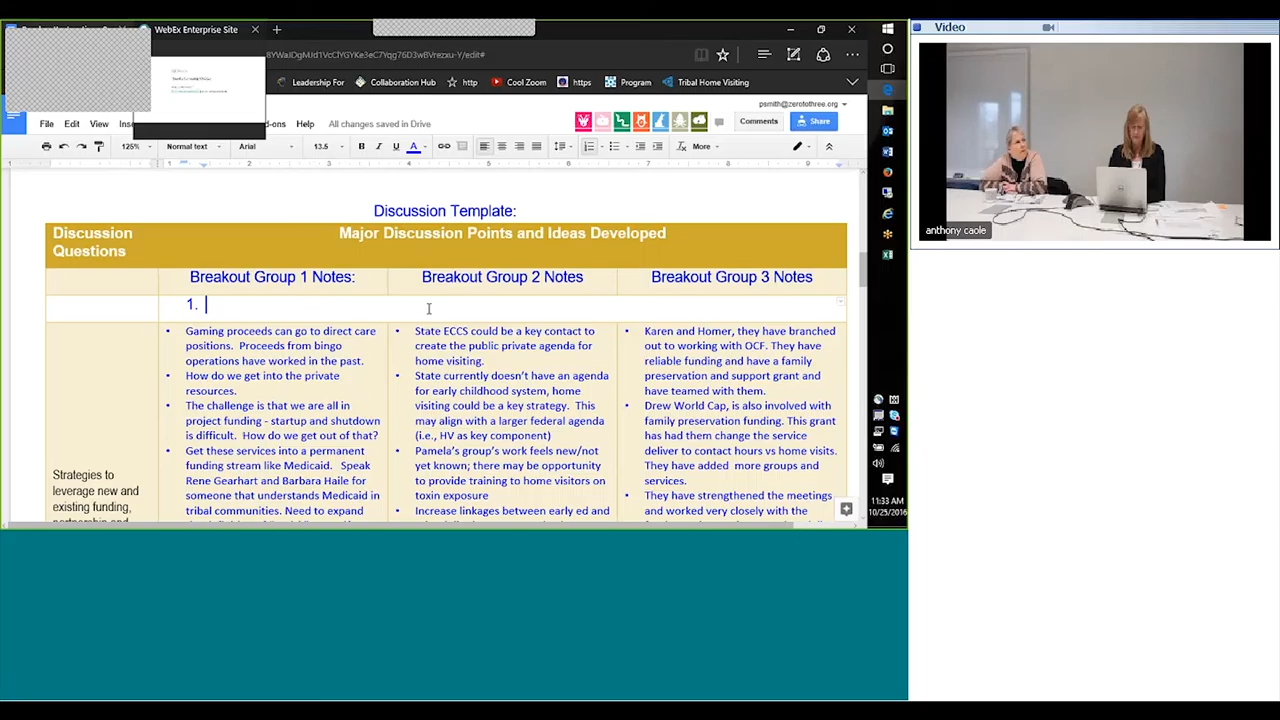 WebEx Enterprise Site
Video
8YWaJDgMJd1VcClYGYKe3eC7Yqg76D3wBVrezxu-Y/edit#
Leadership For
Collaboration Hub
http
Cool Zoom
https
Program
Tribal Home Visiting
psmith@zerotothree.org
File Edit View
Ins
d-ons
Help
All changes saved in Drive
Comments
Share
125%
Normal text
Arial
13.5
B
I
U
A
More
anthony caole
Discussion Template:
Discussion
Questions
Major Discussion Points and Ideas Developed
Breakout Group 1 Notes:
Breakout Group 2 Notes
Breakout Group 3 Notes
1.
Strategies to
leverage new and
existing funding,
partnership and
• Gaming proceeds can go to direct care
positions. Proceeds from bingo
operations have worked in the past.
• How do we get into the private
resources.
• The challenge is that we are all in
project funding - startup and shutdown
is difficult. How do we get out of that?
• Get these services into a permanent
funding stream like Medicaid. Speak
Rene Gearhart and Barbara Haile for
someone that understands Medicaid in
tribal communities. Need to expand
• State ECCS could be a key contact to
create the public private agenda for
home visiting.
• State currently doesn't have an agenda
for early childhood system, home
visiting could be a key strategy. This
may align with a larger federal agenda
(i.e., HV as key component)
• Pamela's group's work feels new/not
yet known; there may be opportunity
to provide training to home visitors on
toxin exposure
• Increase linkages between early ed and
• Karen and Homer, they have branched
out to working with OCF. They have
reliable funding and have a family
preservation and support grant and
have teamed with them.
• Drew World Cap, is also involved with
family preservation funding. This grant
has had them change the service
deliver to contact hours vs home visits.
They have added more groups and
services.
• They have strengthened the meetings
and worked very closely with the
11:33 AM
10/25/2016